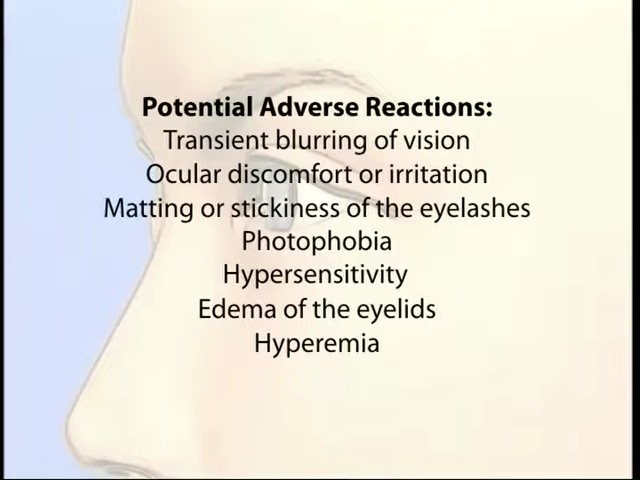 Potential Adverse Reactions:
Transient blurring of vision
Ocular discomfort or irritation
Matting or stickiness of the eyelashes
Photophobia
Hypersensitivity
Edema of the eyelids
Hyperemia